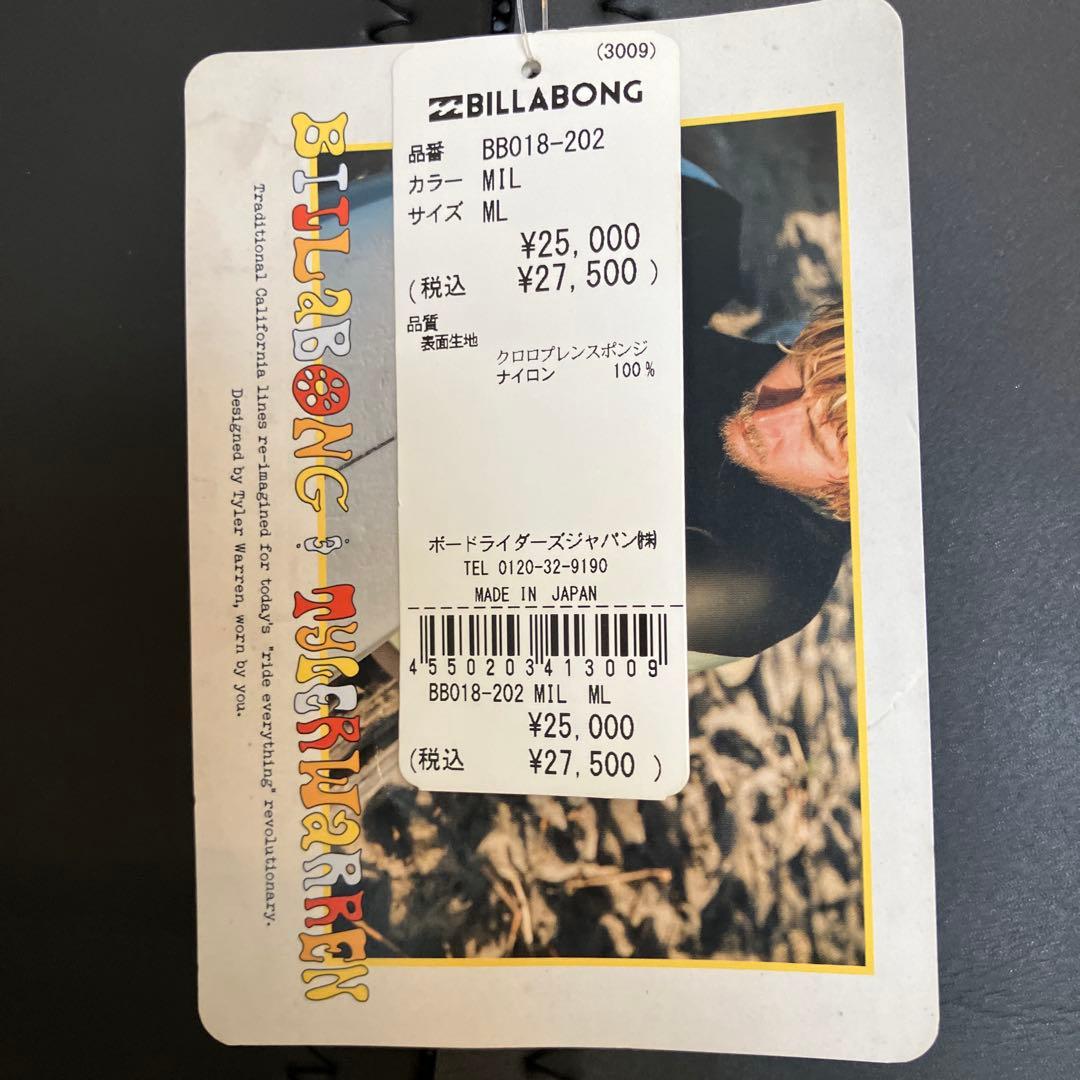 (3009)
BILLABONG
品番 BB018-202
カラー MIL
サイズ ML
¥25,000
(税込 ¥27,500 )
品質
表面生地
クロロプレンスポンジ
ナイロン 100%
ボードライダーズジャパン㈱
TEL 0120-32-9190
MADE IN JAPAN
4550203413009
BB018-202 MIL ML
¥25,000
(税込 ¥27,500 )
BILLaBONG & TYLERWaRREN
Traditional California lines re-imagined for today's "ride everything" revolutionary.
Designed by Tyler Warren, worn by you.